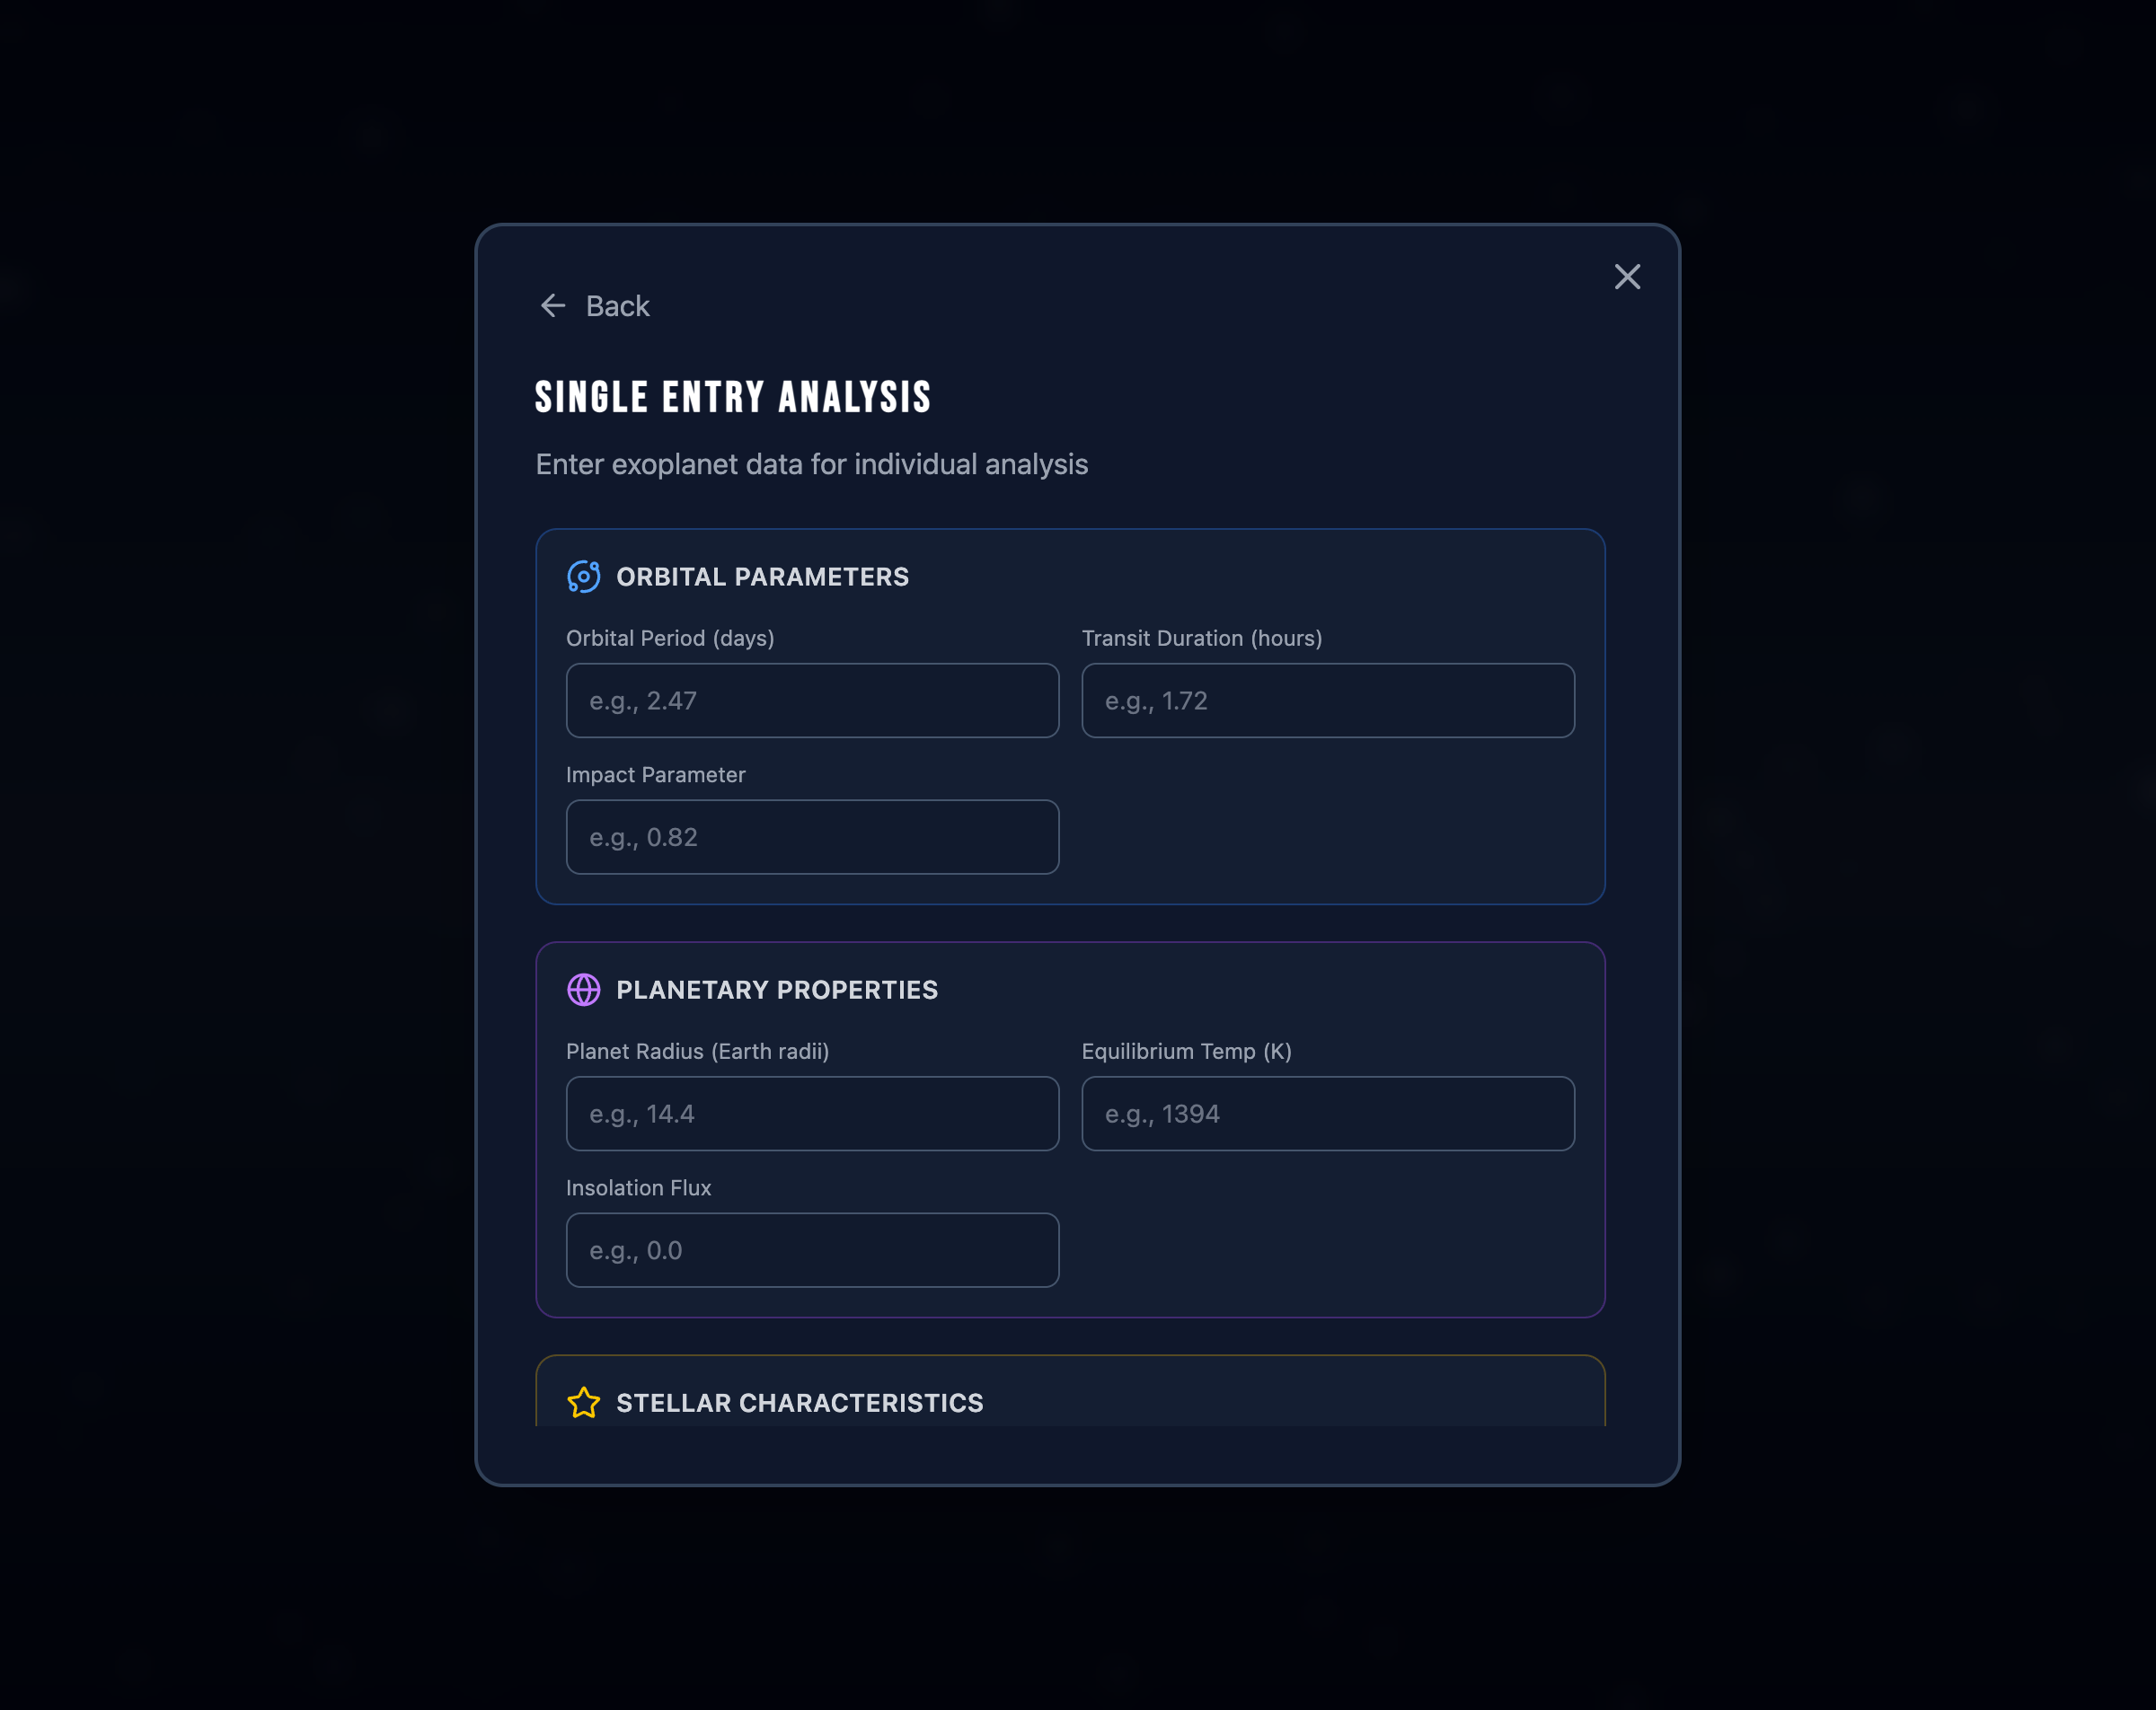 Back
SINGLE ENTRY ANALYSIS
Enter exoplanet data for individual analysis
ORBITAL PARAMETERS
Orbital Period (days)
Transit Duration (hours)
e.g., 2.47
e.g., 1.72
Impact Parameter
e.g., 0.82
PLANETARY PROPERTIES
Planet Radius (Earth radii)
Equilibrium Temp (K)
e.g., 14.4
e.g., 1394
Insolation Flux
e.g., 0.0
STELLAR CHARACTERISTICS